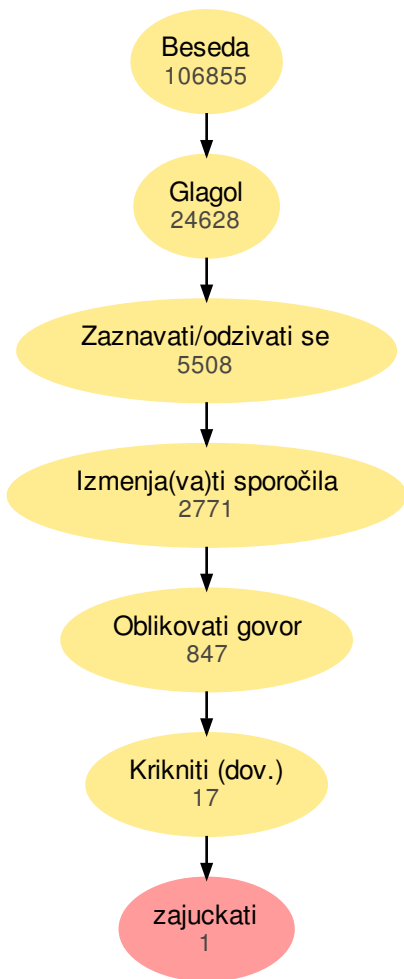 Beseda
106855
Glagol
24628
Zaznavati/odzivati se
5508
Izmenja(va)ti sporočila
2771
Oblikovati govor
847
Krikniti (dov.)
17
zajuckati
1